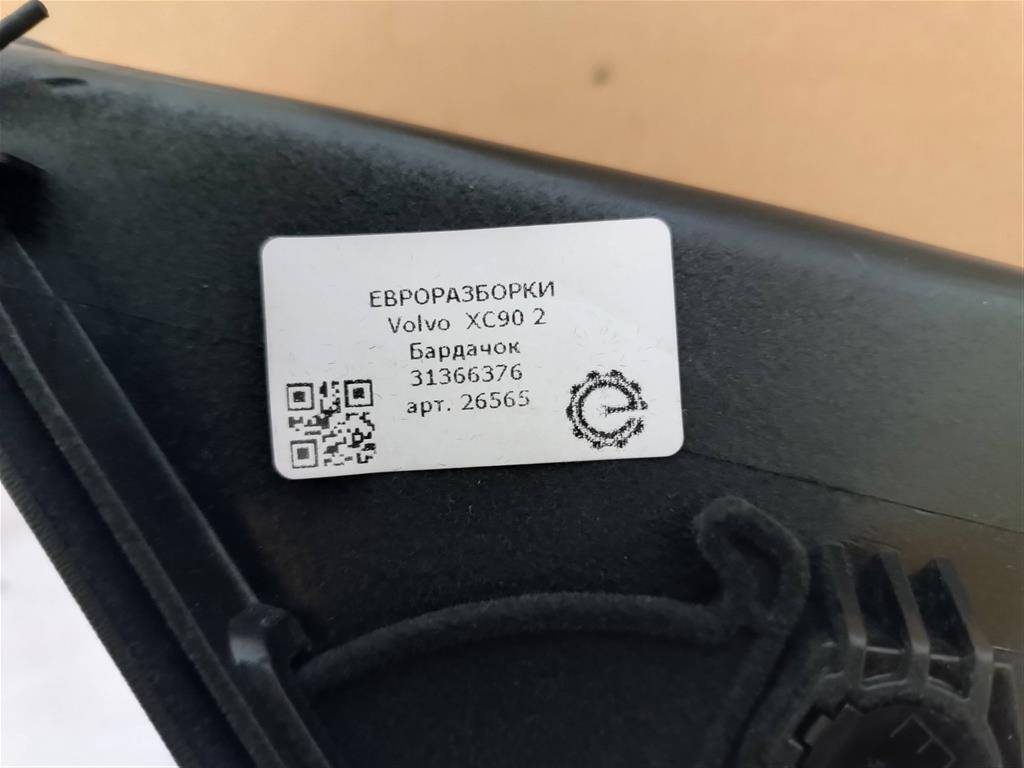 ЕВРОРАЗБОРКИ
Volvo XC90 2
Бардачок
31366376
арт. 26565